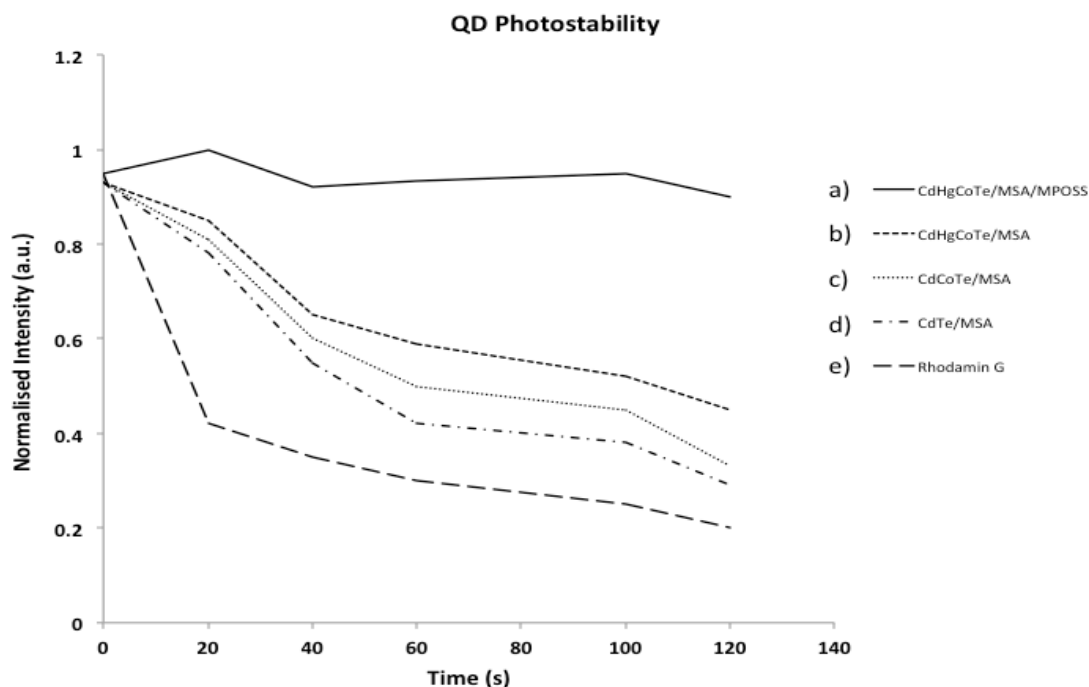 QD Photostability
1.2
1
0.8
0.6
0.4
0.2
0
Normalised Intensity (a.u.)
0 20 40 60 80 100 120 140
Time (s)
a) CdHgCoTe/MSA/MPOSS
b) CdHgCoTe/MSA
c) CdCoTe/MSA
d) CdTe/MSA
e) Rhodamin G